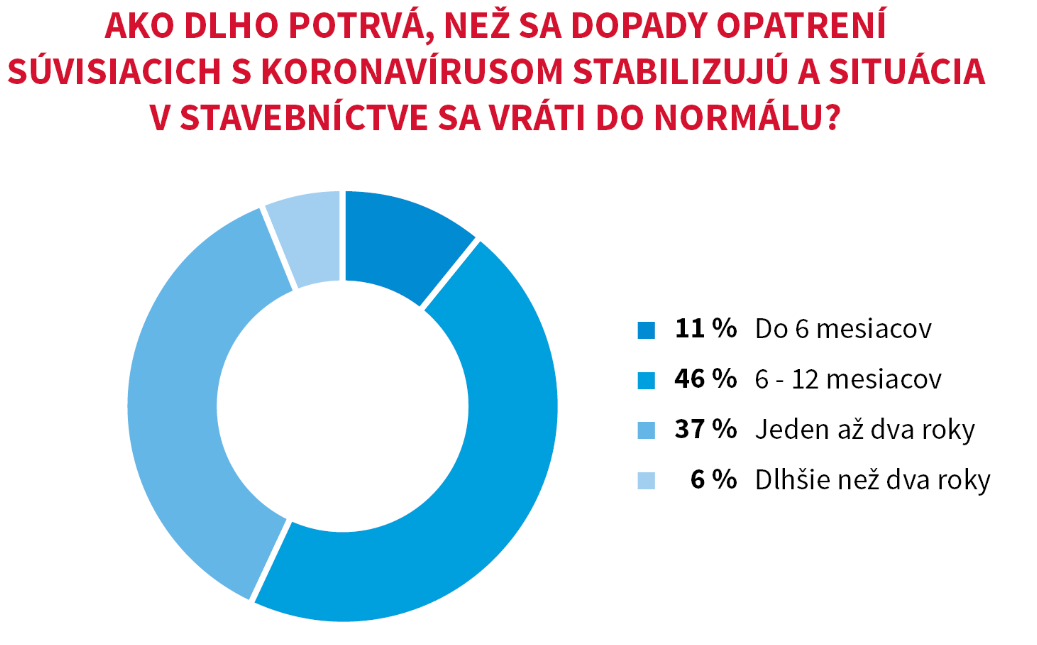 AKO DLHO POTRVÁ, NEŽ SA DOPADY OPATRENÍ
SÚVISIACICH S KORONAVÍRUSOM STABILIZUJÚ A SITUÁCIA
V STAVEBNÍCTVE SA VRÁTI DO NORMÁLU?
11 % Do 6 mesiacov
46 % 6 - 12 mesiacov
37 % Jeden až dva roky
6 % Dlhšie než dva roky